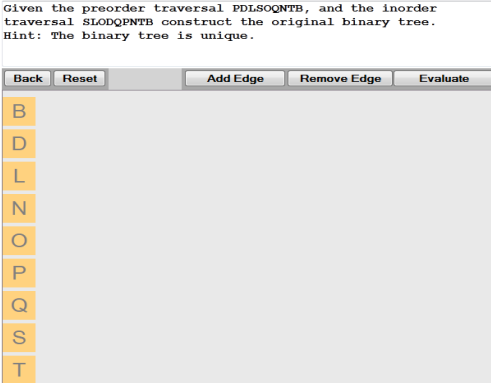 Given the preorder traversal PDLSOQNTB, and the inorder
traversal SLODQPNTB construct the original binary tree.
Hint: The binary tree is unique.
Back Reset Add Edge Remove Edge Evaluate
B
D
L
N
O
P
Q
S
T